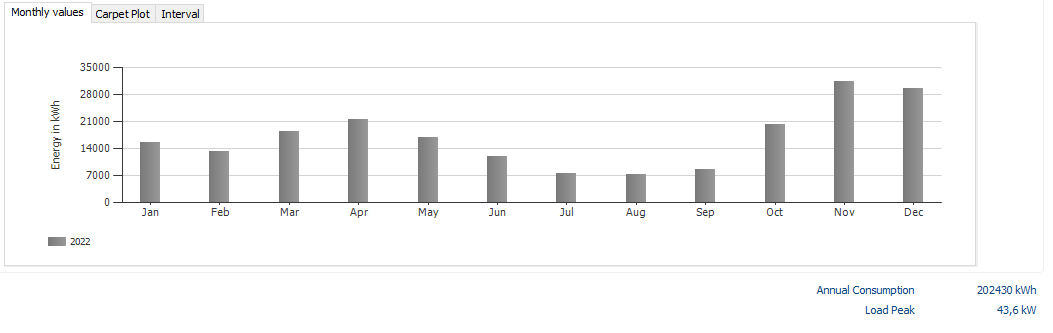 Monthly values Carpet Plot Interval
35000
28000
21000
14000
7000
0
Energy in kWh
Jan Feb Mar Apr May Jun Jul Aug Sep Oct Nov Dec
2022
Annual Consumption 202430 kWh
Load Peak 43,6 kW